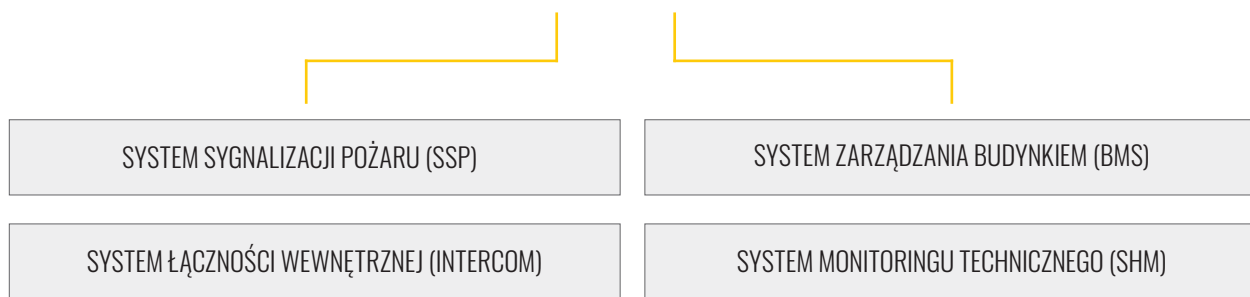 SYSTEM SYGNALIZACJI POŻARU (SSP)
SYSTEM ZARZĄDZANIA BUDYNKIEM (BMS)
SYSTEM ŁĄCZNOŚCI WEWNĘTRZNEJ (INTERCOM)
SYSTEM MONITORINGU TECHNICZNEGO (SHM)